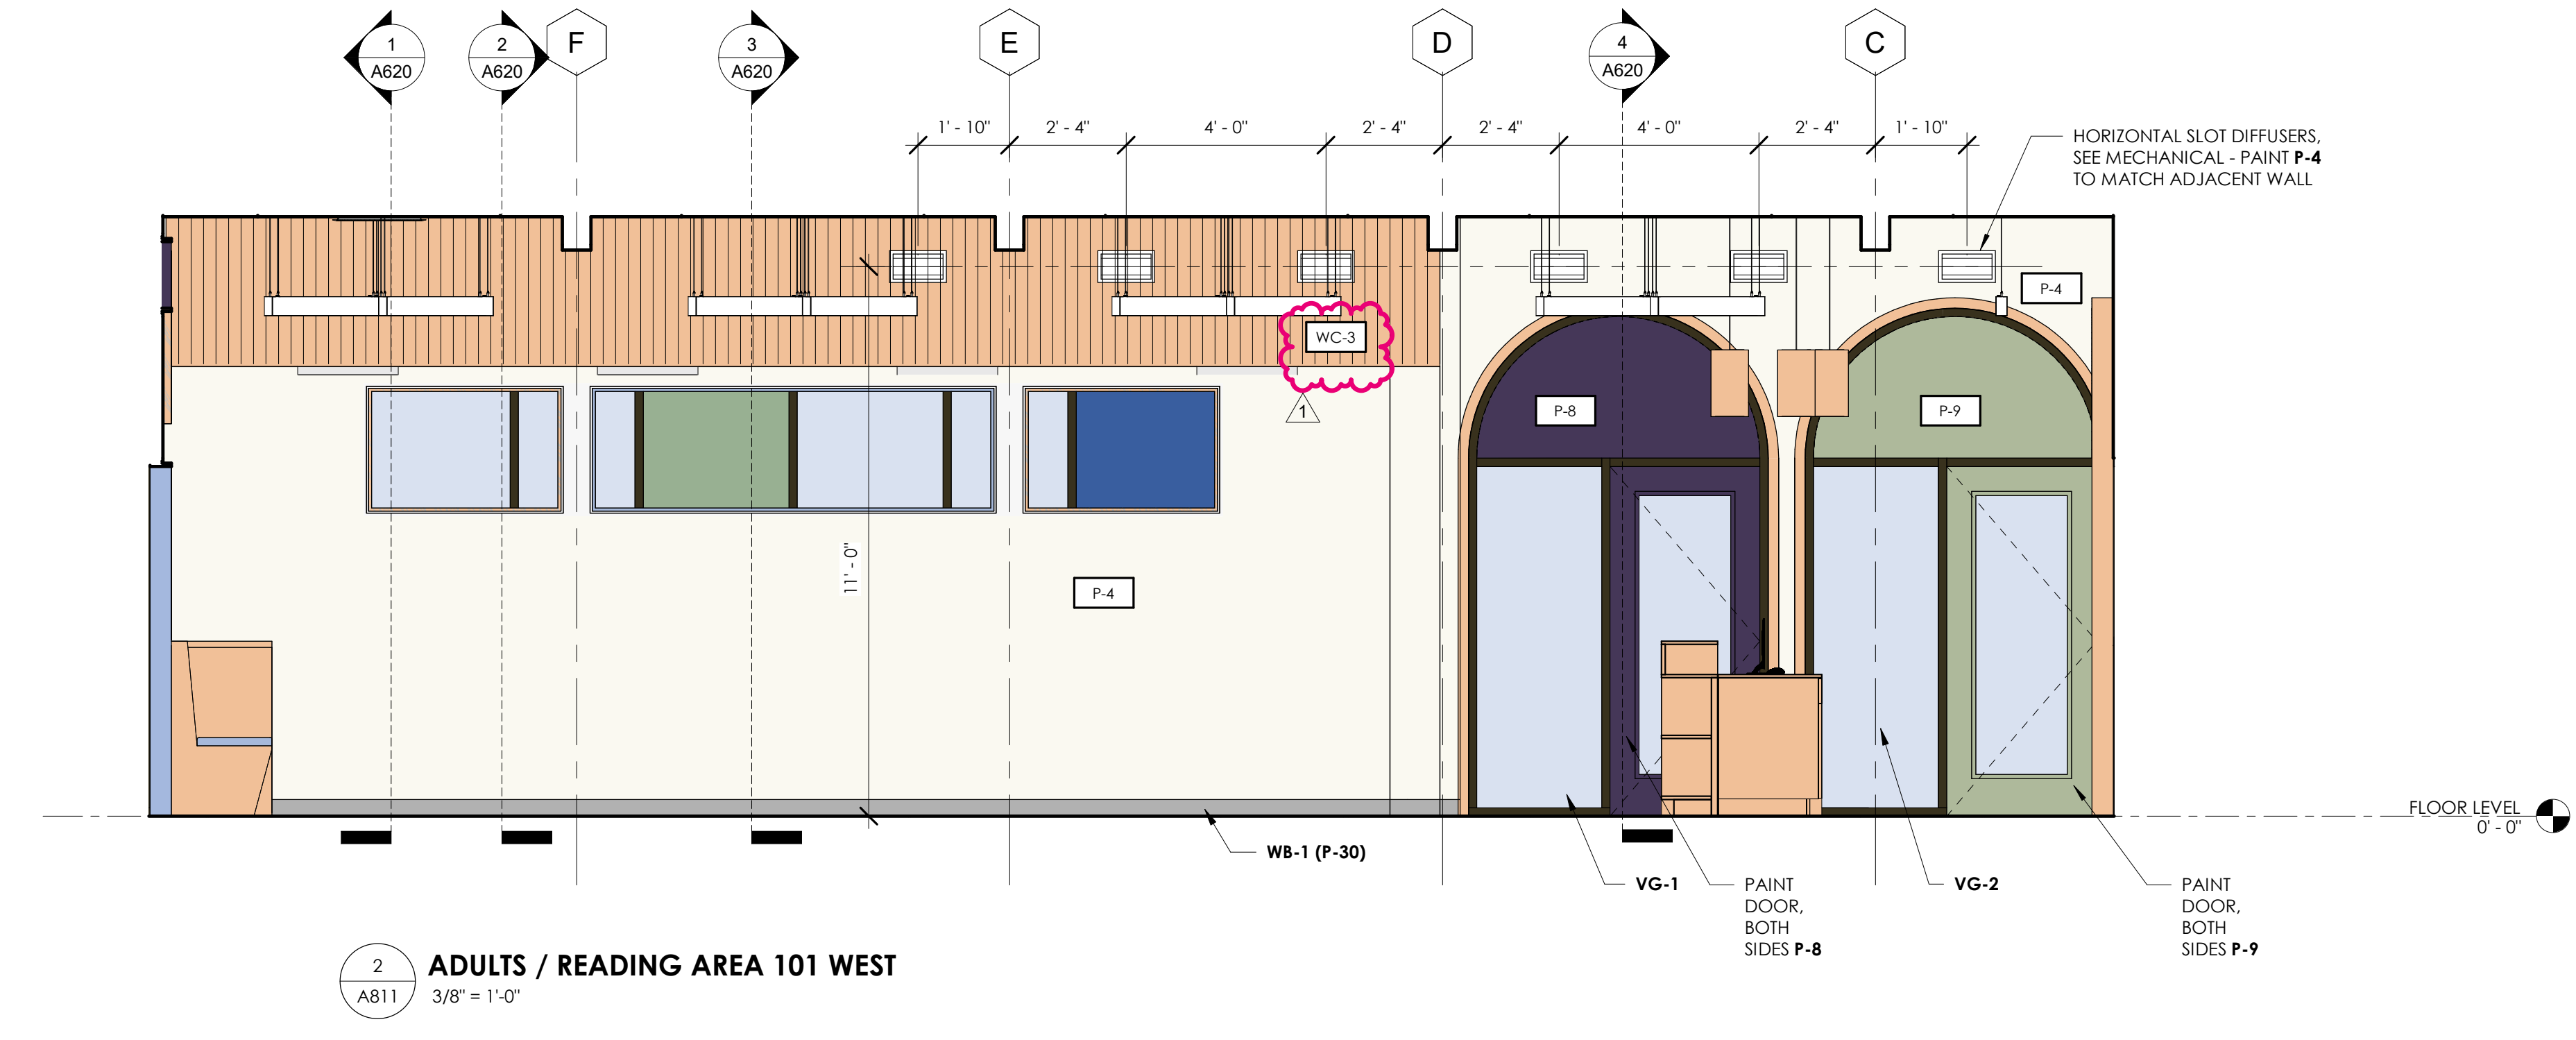 1
A620
2
A620
F
3
A620
E
D
4
A620
C
1' - 10"
2' - 4"
4' - 0"
2' - 4"
2' - 4"
4' - 0"
2' - 4"
1' - 10"
HORIZONTAL SLOT DIFFUSERS,
SEE MECHANICAL - PAINT P-4
TO MATCH ADJACENT WALL
P-4
WC-3
1
P-8
P-9
11' - 0"
P-4
FLOOR LEVEL
0' - 0"
WB-1 (P-30)
VG-1
PAINT
DOOR,
BOTH
SIDES P-8
VG-2
PAINT
DOOR,
BOTH
SIDES P-9
2
A811
ADULTS / READING AREA 101 WEST
3/8" = 1'-0"